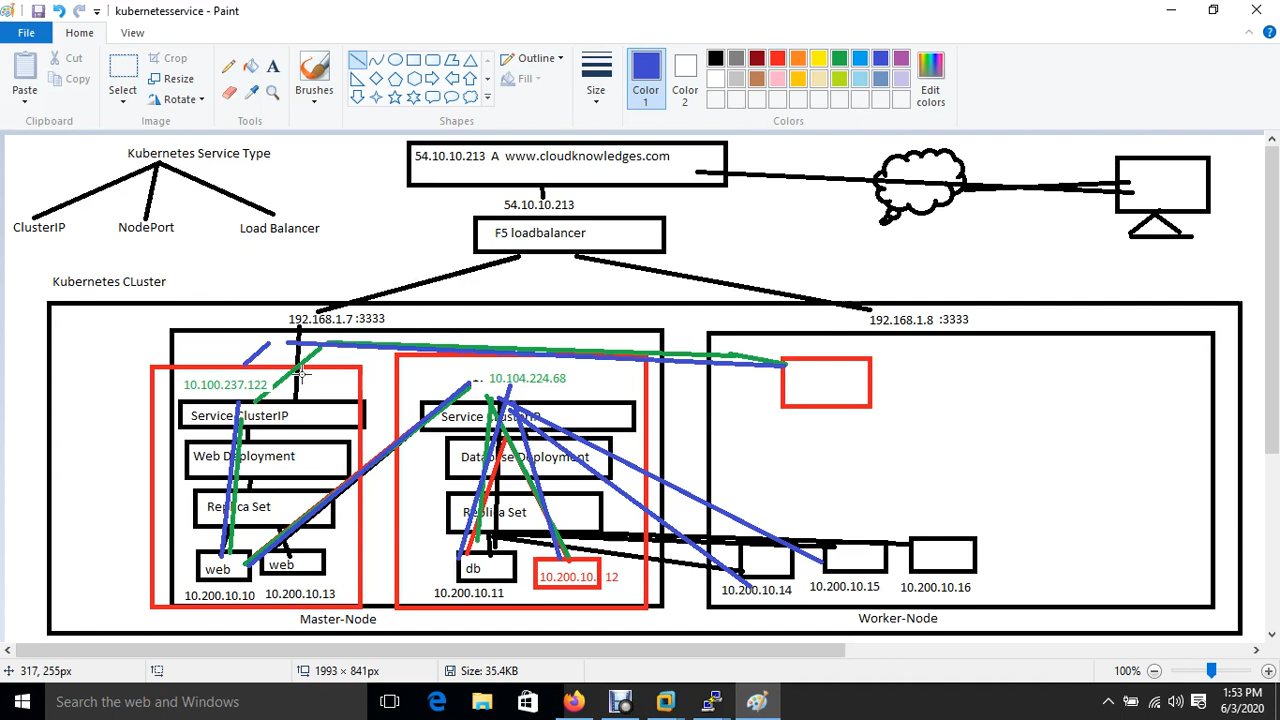 kubernetesservice - Paint
File
Home
View
Paste
Cut
Copy
Clipboard
Select
Crop
Resize
Rotate
Image
Tools
Brushes
Outline
Fill
Shapes
Size
Color 1
Color 2
Edit colors
Colors
Kubernetes Service Type
ClusterIP
NodePort
Load Balancer
54.10.10.213 A www.cloudknowledges.com
54.10.10.213
F5 loadbalancer
Kubernetes CLuster
192.168.1.7 :3333
192.168.1.8 :3333
10.100.237.122
10.104.224.68
Service ClusterIP
Service ClusterIP
Web Deployment
Database Deployment
Replica Set
Replica Set
web
web
db
10.200.10. 12
10.200.10.10
10.200.10.13
10.200.10.11
10.200.10.14
10.200.10.15
10.200.10.16
Master-Node
Worker-Node
317, 255px
1993 × 841px
Size: 35.4KB
100%
Search the web and Windows
1:53 PM
6/3/2020